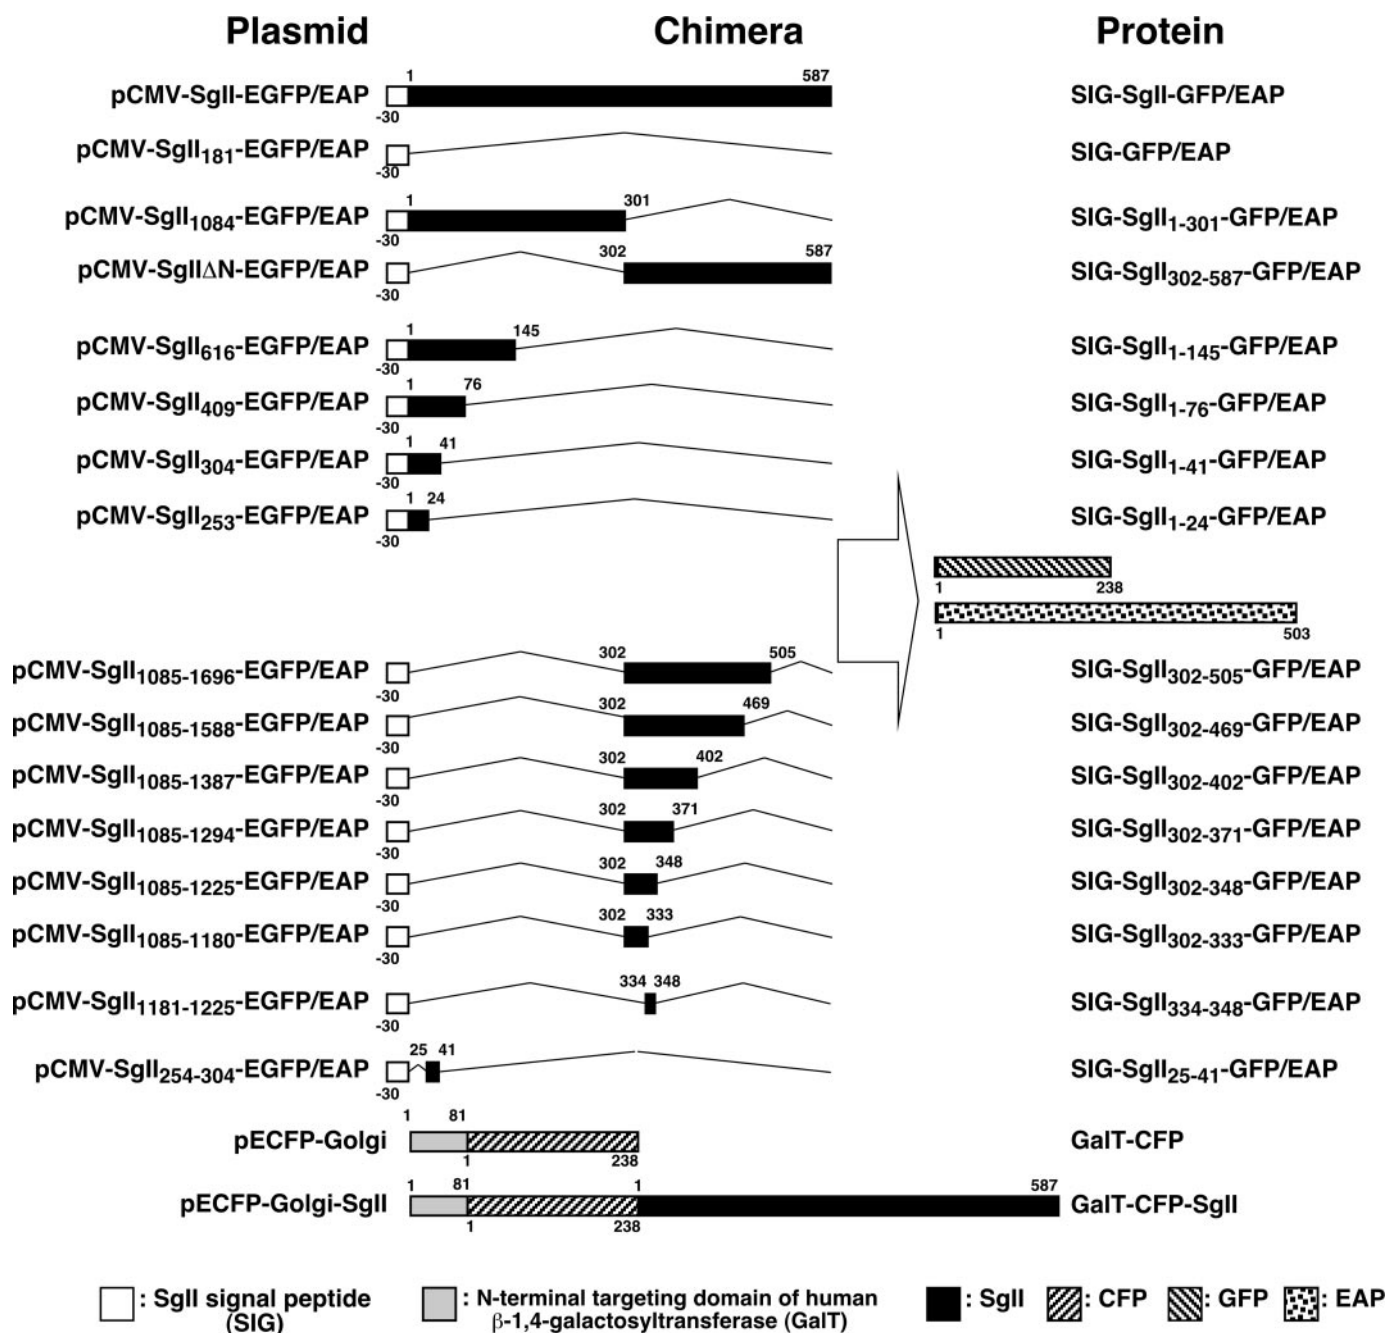 Plasmid Chimera Protein
1 587
pCMV-SgII-EGFP/EAP SIG-SgII-GFP/EAP
-30
pCMV-SgII181-EGFP/EAP SIG-GFP/EAP
-30
1 301
pCMV-SgII1084-EGFP/EAP SIG-SgII1-301-GFP/EAP
-30
302 587
pCMV-SgIIΔN-EGFP/EAP SIG-SgII302-587-GFP/EAP
-30
1 145
pCMV-SgII616-EGFP/EAP SIG-SgII1-145-GFP/EAP
-30
1 76
pCMV-SgII409-EGFP/EAP SIG-SgII1-76-GFP/EAP
-30
1 41
pCMV-SgII304-EGFP/EAP SIG-SgII1-41-GFP/EAP
-30
1 24
pCMV-SgII253-EGFP/EAP SIG-SgII1-24-GFP/EAP
-30
1 238
1 503
302 505
pCMV-SgII1085-1696-EGFP/EAP SIG-SgII302-505-GFP/EAP
-30
302 469
pCMV-SgII1085-1588-EGFP/EAP SIG-SgII302-469-GFP/EAP
-30
302 402
pCMV-SgII1085-1387-EGFP/EAP SIG-SgII302-402-GFP/EAP
-30
302 371
pCMV-SgII1085-1294-EGFP/EAP SIG-SgII302-371-GFP/EAP
-30
302 348
pCMV-SgII1085-1225-EGFP/EAP SIG-SgII302-348-GFP/EAP
-30
302 333
pCMV-SgII1085-1180-EGFP/EAP SIG-SgII302-333-GFP/EAP
-30
334 348
pCMV-SgII1181-1225-EGFP/EAP SIG-SgII334-348-GFP/EAP
-30
25 41
pCMV-SgII254-304-EGFP/EAP SIG-SgII25-41-GFP/EAP
-30
1 81
pECFP-Golgi GalT-CFP
1 238
1 81 1 587
pECFP-Golgi-SgII GalT-CFP-SgII
1 238
: SgII signal peptide (SIG)
: N-terminal targeting domain of human
β-1,4-galactosyltransferase (GalT)
: SgII : CFP : GFP : EAP